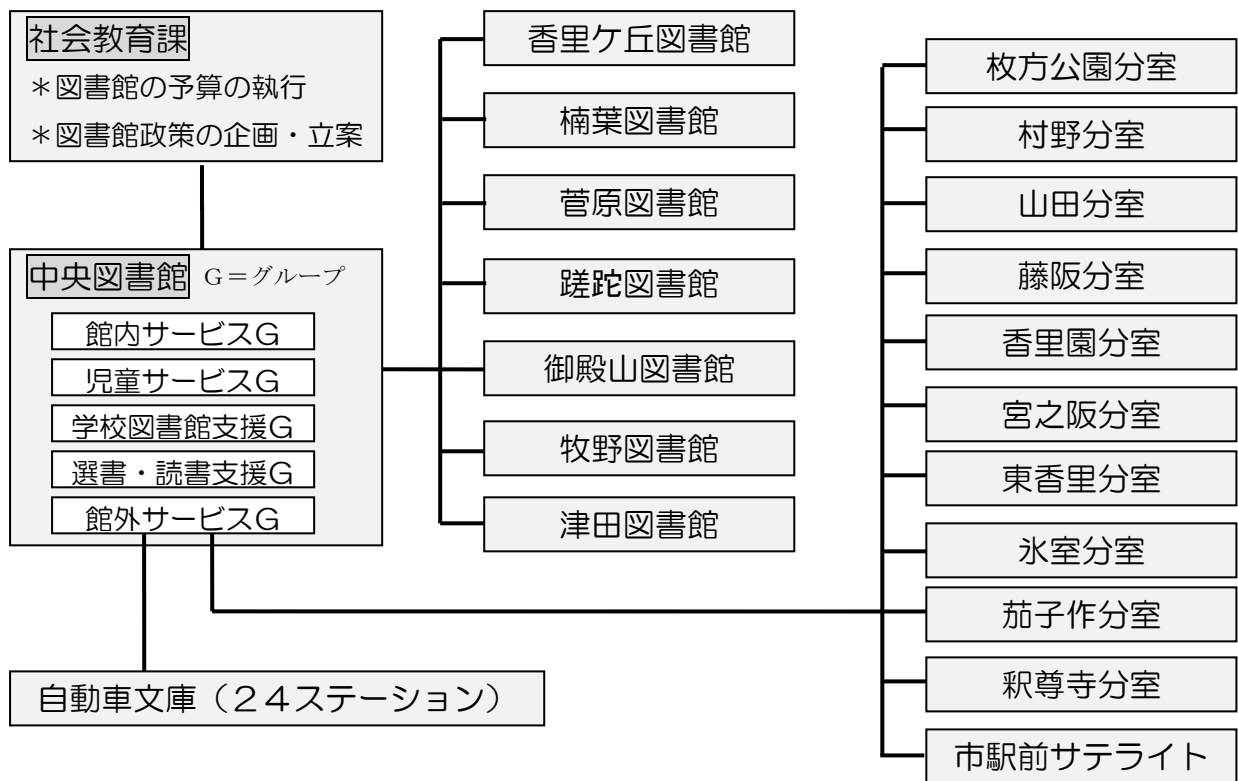 社会教育課
＊図書館の予算の執行
＊図書館政策の企画・立案
中央図書館 G＝グループ
館内サービスG
児童サービスG
学校図書館支援G
選書・読書支援G
館外サービスG
自動車文庫（２４ステーション）
香里ケ丘図書館
楠葉図書館
菅原図書館
蹉跎図書館
御殿山図書館
牧野図書館
津田図書館
枚方公園分室
村野分室
山田分室
藤阪分室
香里園分室
宮之阪分室
東香里分室
氷室分室
茄子作分室
釈尊寺分室
市駅前サテライト